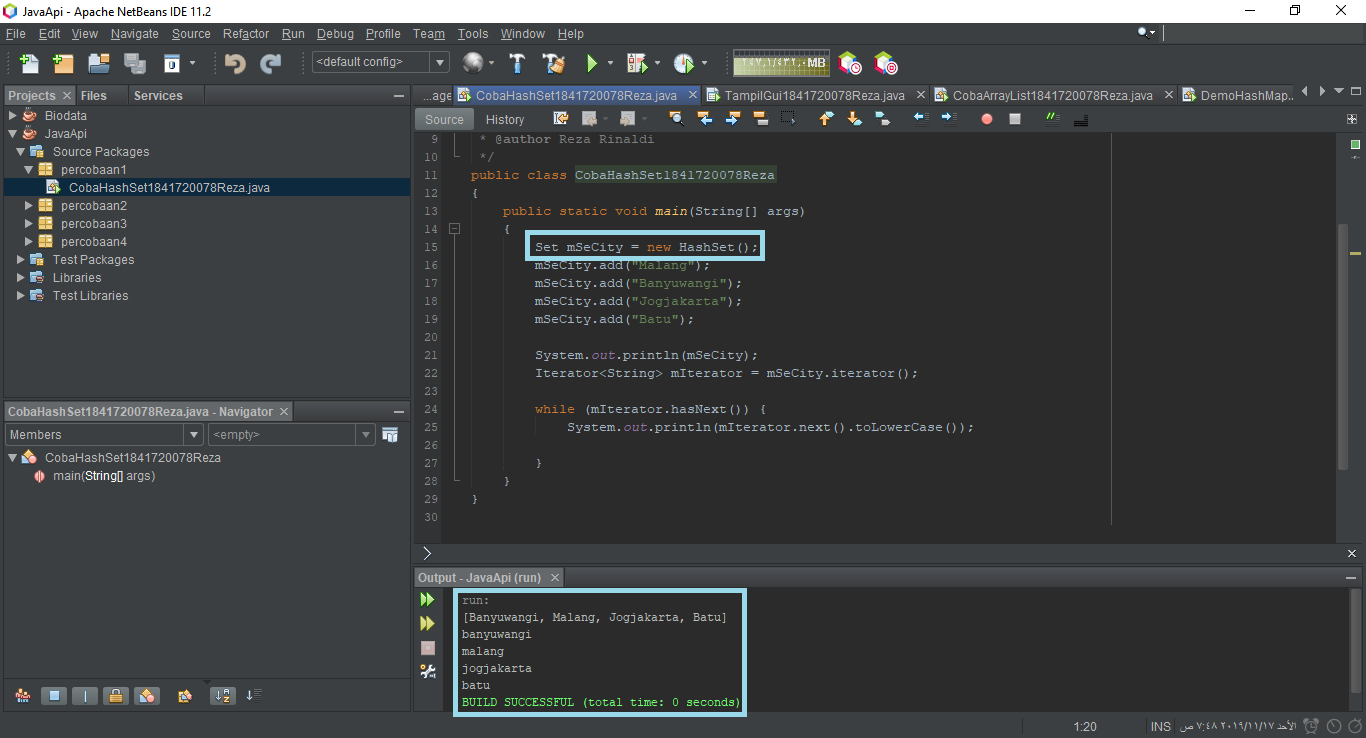 JavaApi - Apache NetBeans IDE 11.2
File Edit View Navigate Source Refactor Run Debug Profile Team Tools Window Help
<default config>
Projects Files Services
Biodata
JavaApi
Source Packages
percobaan1
CobaHashSet1841720078Reza.java
percobaan2
percobaan3
percobaan4
Test Packages
Libraries
Test Libraries
CobaHashSet1841720078Reza.java - Navigator
Members <empty>
CobaHashSet1841720078Reza
main(String[] args)
...age CobaHashSet1841720078Reza.java TampilGui1841720078Reza.java CobaArrayList1841720078Reza.java DemoHashMap...
Source History
9 * @author Reza Rinaldi
10 */
11 public class CobaHashSet1841720078Reza
12 {
13 public static void main(String[] args)
14 {
15 Set mSeCity = new HashSet();
16 mSeCity.add("Malang");
17 mSeCity.add("Banyuwangi");
18 mSeCity.add("Jogjakarta");
19 mSeCity.add("Batu");
20
21 System.out.println(mSeCity);
22 Iterator<String> mIterator = mSeCity.iterator();
23
24 while (mIterator.hasNext()) {
25 System.out.println(mIterator.next().toLowerCase());
26
27 }
28 }
29 }
30
Output - JavaApi (run)
run:
[Banyuwangi, Malang, Jogjakarta, Batu]
banyuwangi
malang
jogjakarta
batu
BUILD SUCCESSFUL (total time: 0 seconds)
1:20 INS الأحد ٢٠١٩/١١/١٧ ٧:٤٨ ص